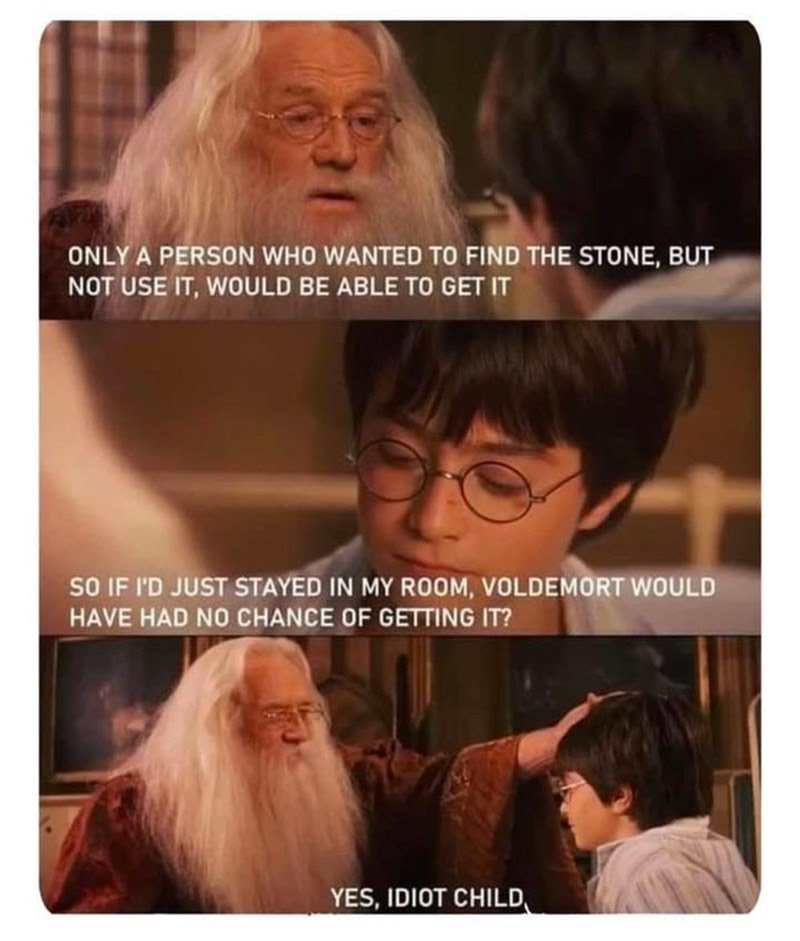 ONLY A PERSON WHO WANTED TO FIND THE STONE, BUT
NOT USE IT, WOULD BE ABLE TO GET IT
SO IF I'D JUST STAYED IN MY ROOM, VOLDEMORT WOULD
HAVE HAD NO CHANCE OF GETTING IT?
YES, IDIOT CHILD